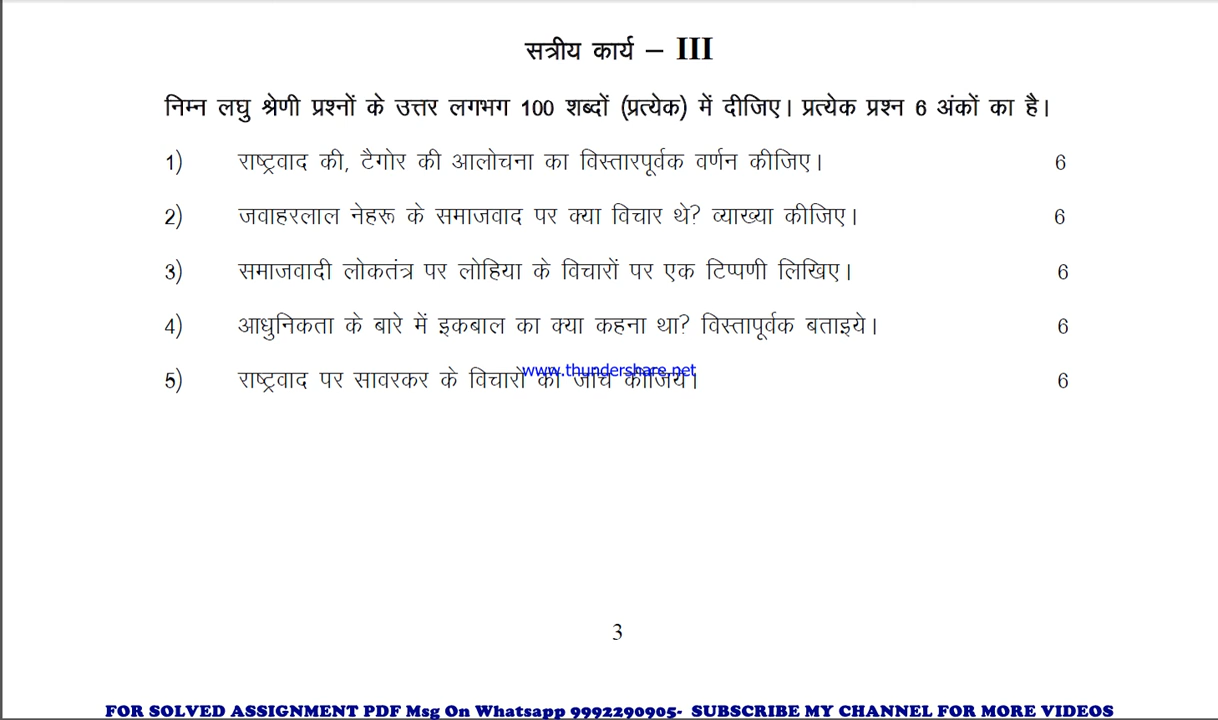 सत्रीय कार्य – III
निम्न लघु श्रेणी प्रश्नों के उत्तर लगभग 100 शब्दों (प्रत्येक) में दीजिए। प्रत्येक प्रश्न 6 अंकों का है।
1) राष्ट्रवाद की, टैगोर की आलोचना का विस्तारपूर्वक वर्णन कीजिए। 6
2) जवाहरलाल नेहरू के समाजवाद पर क्या विचार थे? व्याख्या कीजिए। 6
3) समाजवादी लोकतंत्र पर लोहिया के विचारों पर एक टिप्पणी लिखिए। 6
4) आधुनिकता के बारे में इकबाल का क्या कहना था? विस्तापूर्वक बताइये। 6
www.thundershare.net
5) राष्ट्रवाद पर सावरकर के विचारों की जांच कीजिये। 6
3
FOR SOLVED ASSIGNMENT PDF Msg On Whatsapp 9992290905- SUBSCRIBE MY CHANNEL FOR MORE VIDEOS